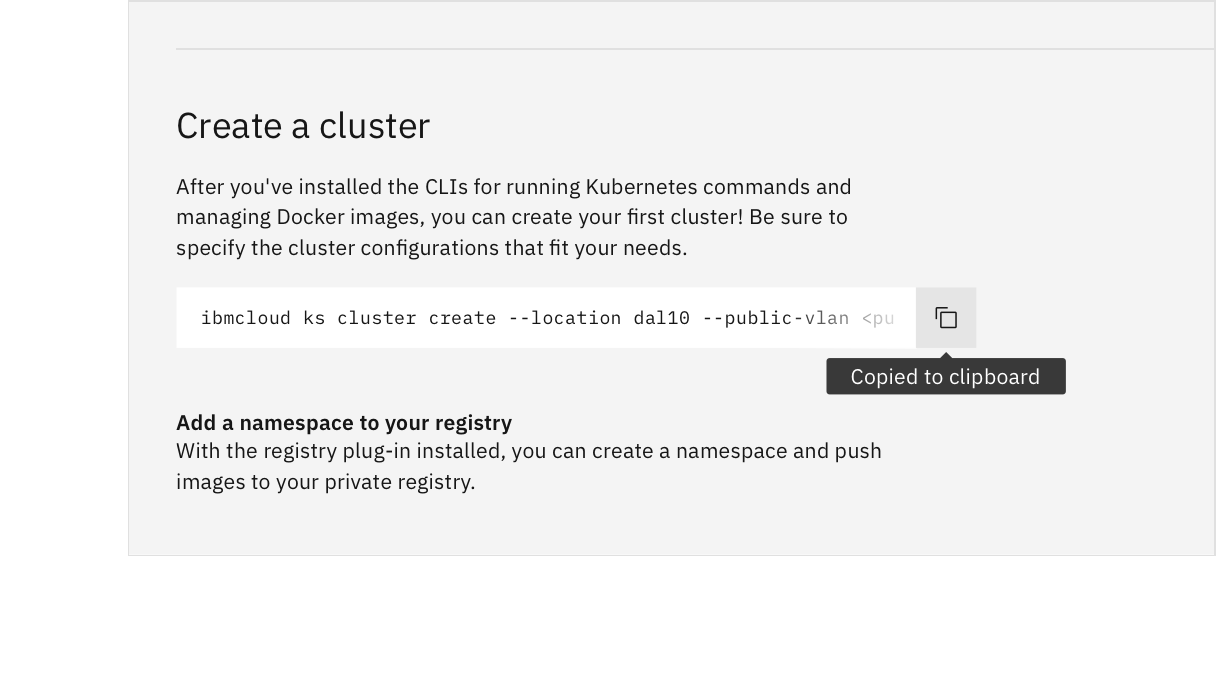 Create a cluster
After you've installed the CLIs for running Kubernetes commands and
managing Docker images, you can create your first cluster! Be sure to
specify the cluster configurations that fit your needs.
ibmcloud ks cluster create --location dal10 --public-vlan <pu
Copied to clipboard
Add a namespace to your registry
With the registry plug-in installed, you can create a namespace and push
images to your private registry.